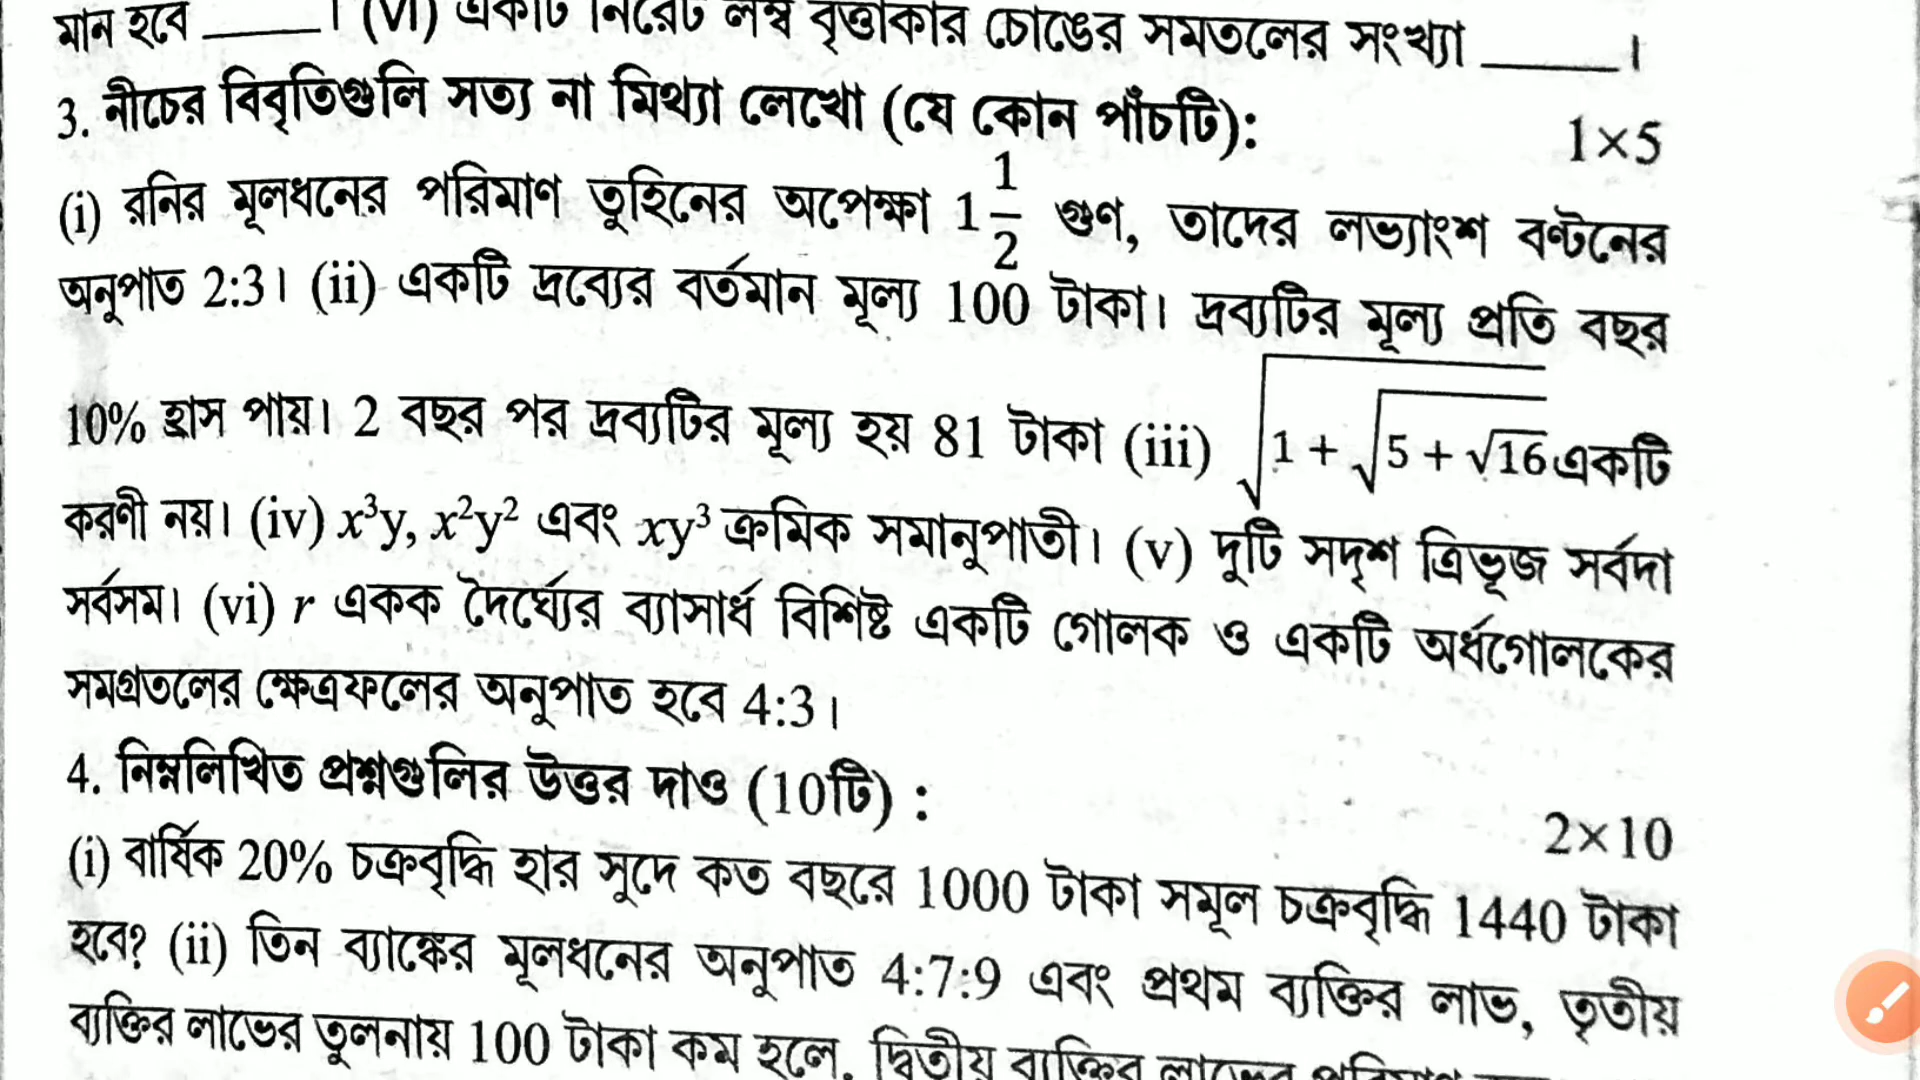 মান হবে _____। (vi) একটি নিরেট লম্ব বৃত্তাকার চোঙের সমতলের সংখ্যা _____।
3. নীচের বিবৃতিগুলি সত্য না মিথ্যা লেখো (যে কোন পাঁচটি): 1×5
(i) রনির মূলধনের পরিমাণ তুহিনের অপেক্ষা 1 1/2 গুণ, তাদের লভ্যাংশ বণ্টনের
অনুপাত 2:3। (ii) একটি দ্রব্যের বর্তমান মূল্য 100 টাকা। দ্রব্যটির মূল্য প্রতি বছর
10% হ্রাস পায়। 2 বছর পর দ্রব্যটির মূল্য হয় 81 টাকা (iii) √(1 + √(5 + √16)) একটি
করণী নয়। (iv) x³y, x²y² এবং xy³ ক্রমিক সমানুপাতী। (v) দুটি সদৃশ ত্রিভূজ সর্বদা
সর্বসম। (vi) r একক দৈর্ঘ্যের ব্যাসার্ধ বিশিষ্ট একটি গোলক ও একটি অর্ধগোলকের
সমগ্রতলের ক্ষেত্রফলের অনুপাত হবে 4:3।
4. নিম্নলিখিত প্রশ্নগুলির উত্তর দাও (10টি) : 2×10
(i) বার্ষিক 20% চক্রবৃদ্ধি হার সুদে কত বছরে 1000 টাকা সমূল চক্রবৃদ্ধি 1440 টাকা
হবে? (ii) তিন ব্যাঙ্কের মূলধনের অনুপাত 4:7:9 এবং প্রথম ব্যক্তির লাভ, তৃতীয়
ব্যক্তির লাভের তুলনায় 100 টাকা কম হলে, দ্বিতীয় ব্যক্তির লাভের পরিমাণ